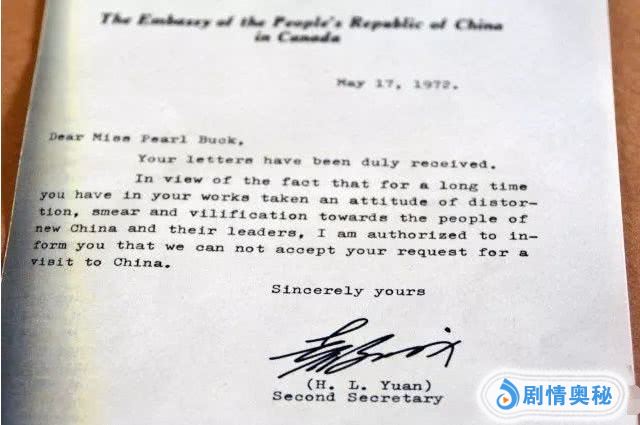 The Embassy of the People's Republic of China
in Canada
May 17, 1972.
Dear Miss Pearl Buck,
Your letters have been duly received.
In view of the fact that for a long time
you have in your works taken an attitude of distor-
tion, smear and vilification towards the people of
new China and their leaders, I am authorized to in-
form you that we can not accept your request for a
visit to China.
Sincerely yours
(H. L. Yuan)
Second Secretary
剧情奥秘